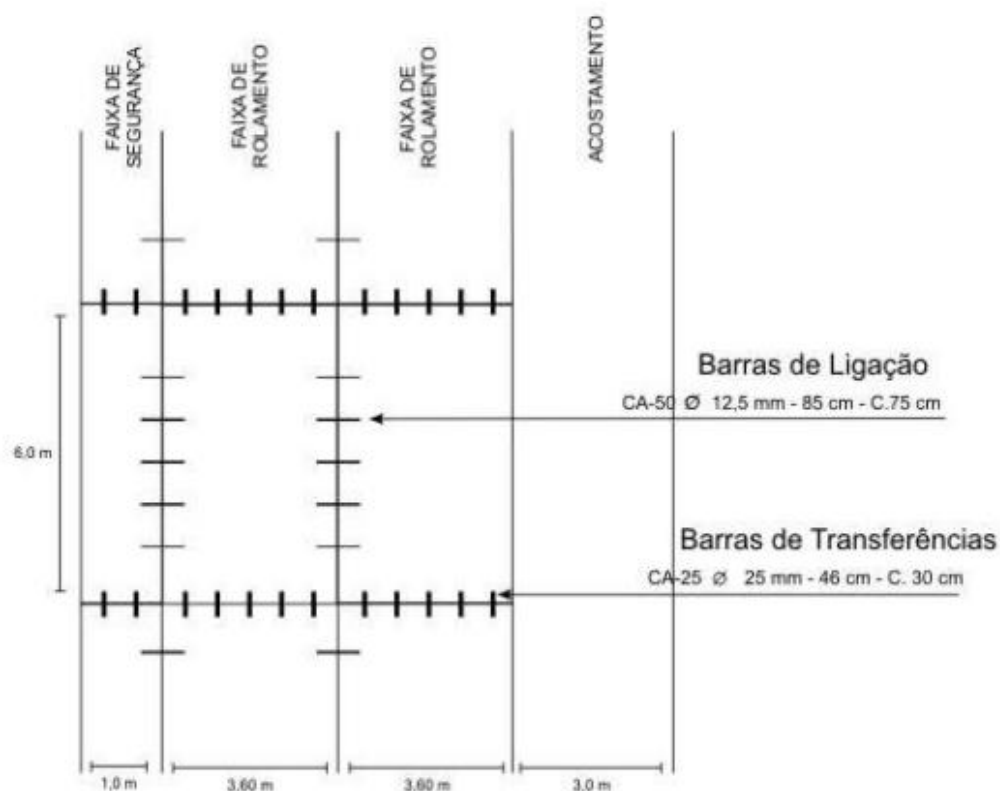 FAIXA DE
SEGURANÇA
FAIXA DE
ROLAMENTO
FAIXA DE
ROLAMENTO
ACOSTAMENTO
Barras de Ligação
CA-50 Ø 12,5 mm - 85 cm - C.75 cm
6,0 m
Barras de Transferências
CA-25 Ø 25 mm - 46 cm - C. 30 cm
1,0 m
3,60 m
3,60 m
3,0 m